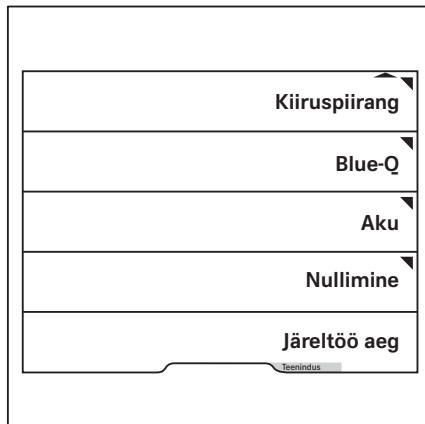 Kiiruspiirang
Blue-Q
Aku
Nullimine
Järeltöö aeg
Teenindus